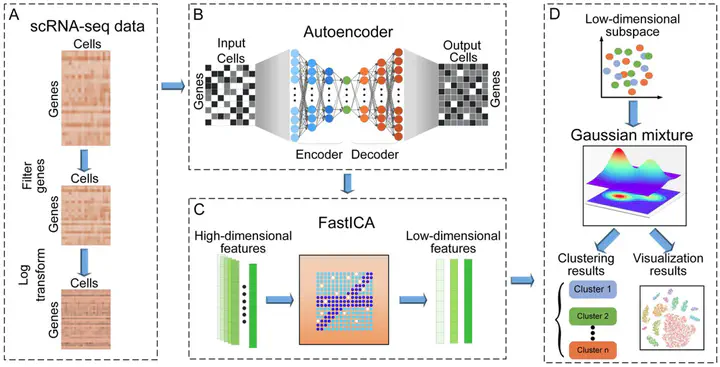 A
scRNA-seq data
Cells
Genes
Filter
genes
Cells
Genes
Log
transform
Cells
Genes
B
Autoencoder
Input
Cells
Genes
Output
Cells
Genes
Encoder
Decoder
C
FastICA
High-dimensional
features
Low-dimensional
features
D
Low-dimensional
subspace
Gaussian mixture
Clustering
results
Visualization
results
Cluster 1
Cluster 2
Cluster n